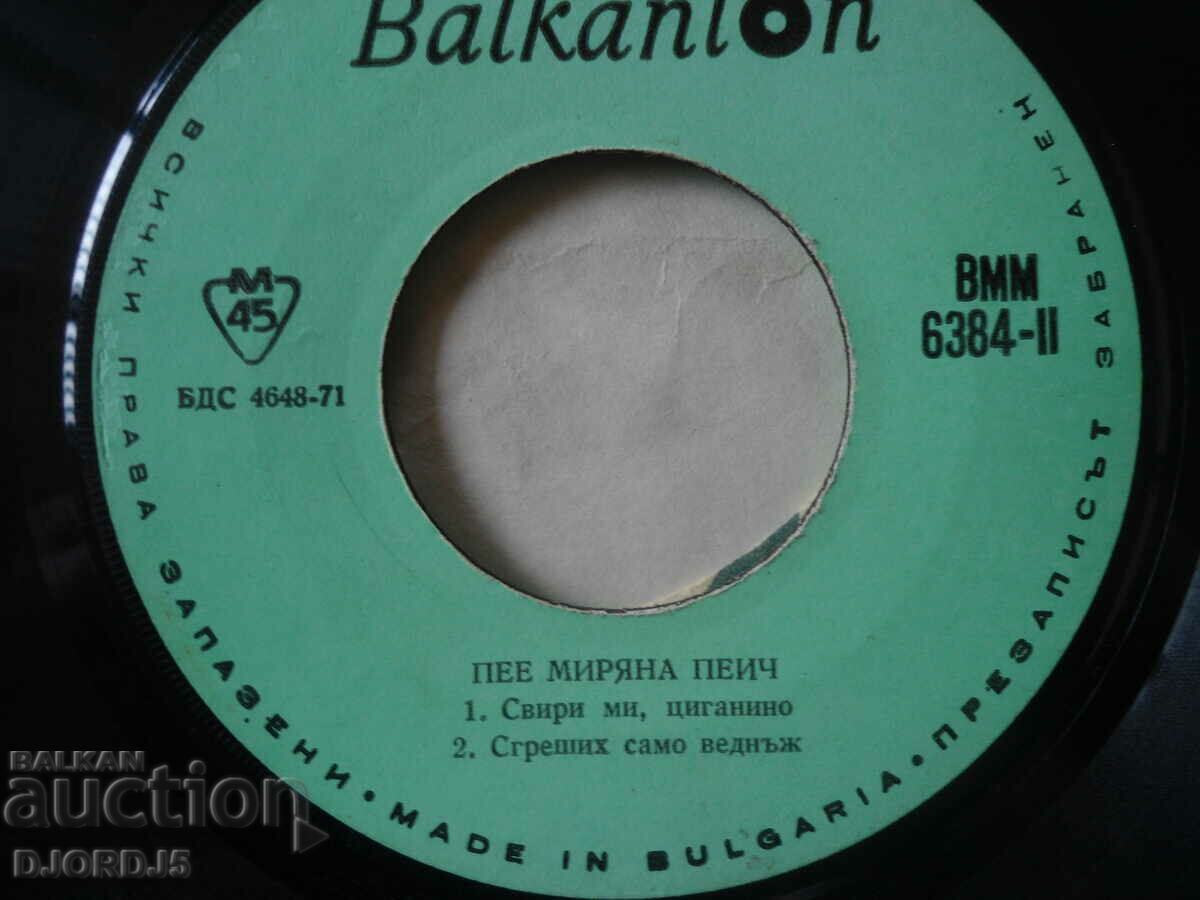 Balkanton
ВСИЧКИ ПРАВА ЗАПАЗЕНИ • MADE IN BULGARIA • ПРЕЗАПИСЪТ ЗАБРАНЕН
М
45
БДС 4648-71
ВММ
6384-II
ПЕЕ МИРЯНА ПЕИЧ
1. Свири ми, циганино
2. Сгреших само веднъж
BALKAN
auction
DJORDJ5